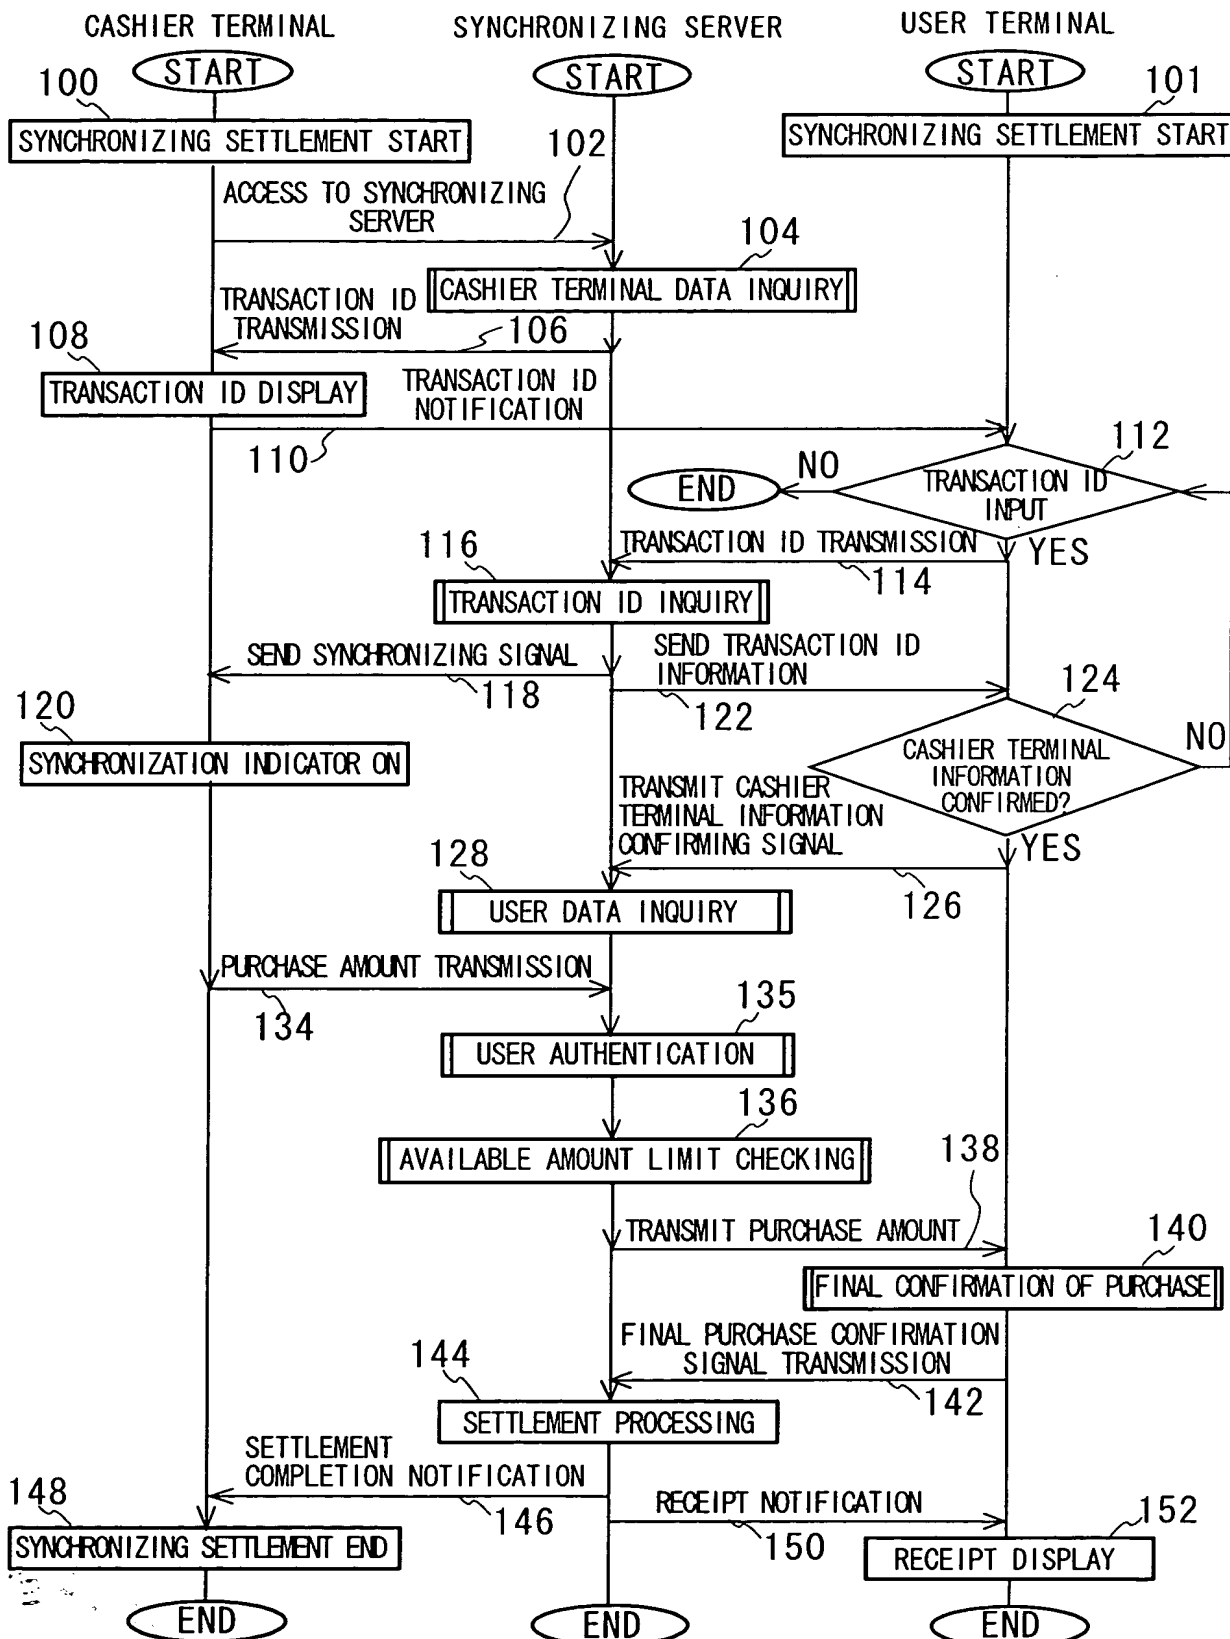 CASHIER TERMINAL
SYNCHRONIZING SERVER
USER TERMINAL
START
START
START
100
101
SYNCHRONIZING SETTLEMENT START
SYNCHRONIZING SETTLEMENT START
102
ACCESS TO SYNCHRONIZING
SERVER
104
CASHIER TERMINAL DATA INQUIRY
TRANSACTION ID
TRANSMISSION
106
108
TRANSACTION ID DISPLAY
TRANSACTION ID
NOTIFICATION
110
112
TRANSACTION ID
INPUT
NO
END
YES
TRANSACTION ID TRANSMISSION
114
116
TRANSACTION ID INQUIRY
SEND SYNCHRONIZING SIGNAL
118
SEND TRANSACTION ID
INFORMATION
122
124
120
SYNCHRONIZATION INDICATOR ON
CASHIER TERMINAL
INFORMATION
CONFIRMED?
NO
YES
TRANSMIT CASHIER
TERMINAL INFORMATION
CONFIRMING SIGNAL
126
128
USER DATA INQUIRY
PURCHASE AMOUNT TRANSMISSION
134
135
USER AUTHENTICATION
136
AVAILABLE AMOUNT LIMIT CHECKING
138
TRANSMIT PURCHASE AMOUNT
140
FINAL CONFIRMATION OF PURCHASE
FINAL PURCHASE CONFIRMATION
SIGNAL TRANSMISSION
142
144
SETTLEMENT PROCESSING
SETTLEMENT
COMPLETION NOTIFICATION
146
148
SYNCHRONIZING SETTLEMENT END
RECEIPT NOTIFICATION
150
152
RECEIPT DISPLAY
END
END
END